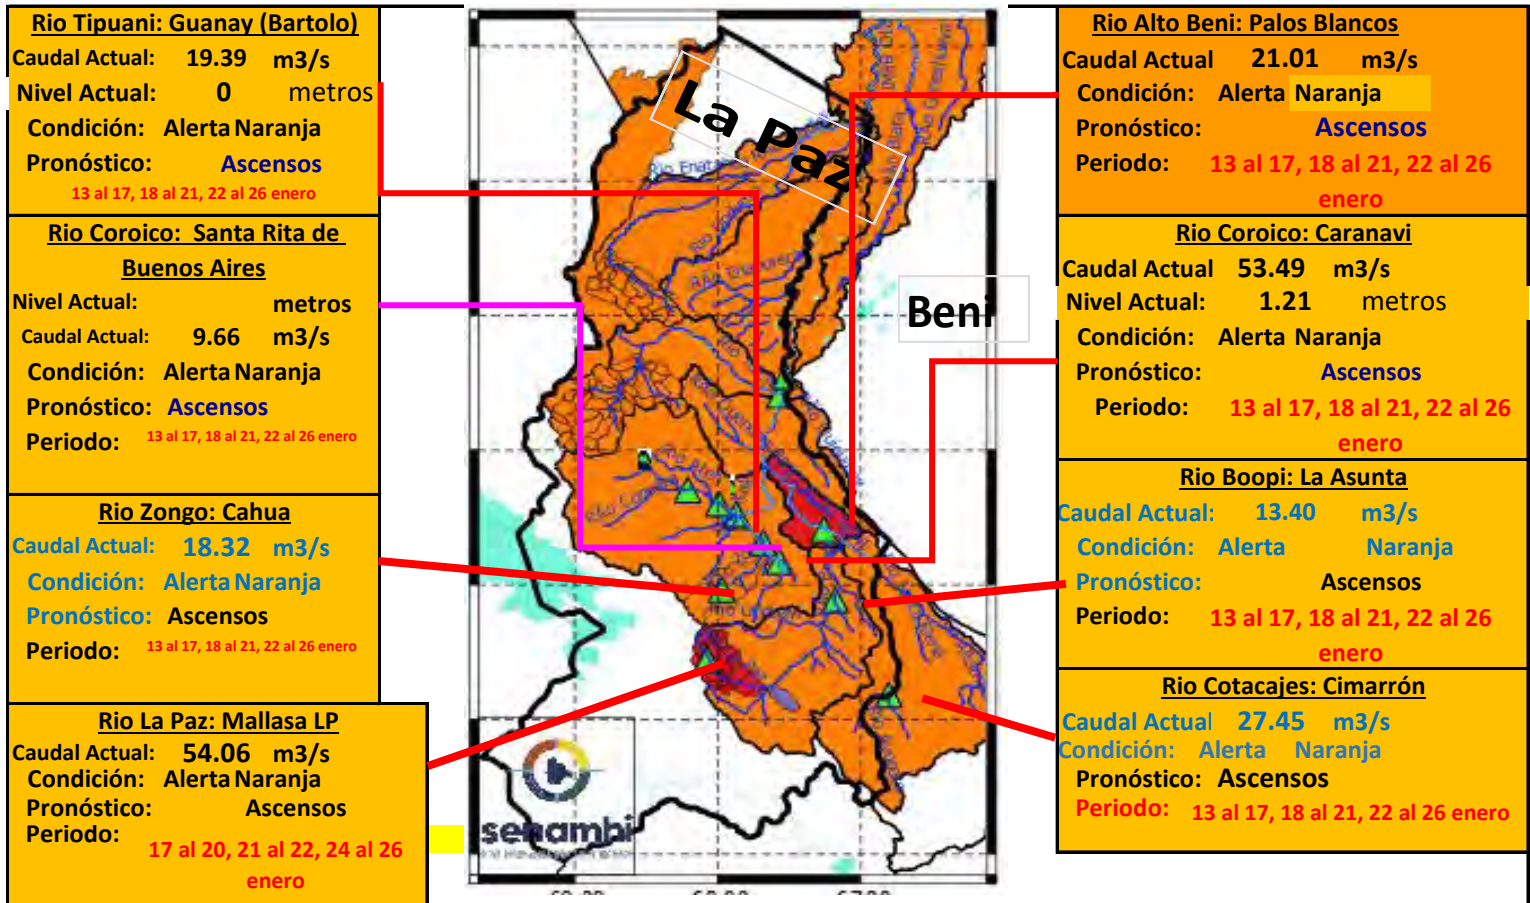 Rio Tipuani: Guanay (Bartolo)
Caudal Actual: 19.39 m3/s
Nivel Actual: 0 metros
Condición: Alerta Naranja
Pronóstico: Ascensos
13 al 17, 18 al 21, 22 al 26 enero
Rio Coroico: Santa Rita de
Buenos Aires
Nivel Actual: metros
Caudal Actual: 9.66 m3/s
Condición: Alerta Naranja
Pronóstico: Ascensos
Periodo: 13 al 17, 18 al 21, 22 al 26 enero
Rio Zongo: Cahua
Caudal Actual: 18.32 m3/s
Condición: Alerta Naranja
Pronóstico: Ascensos
Periodo: 13 al 17, 18 al 21, 22 al 26 enero
Rio La Paz: Mallasa LP
Caudal Actual: 54.06 m3/s
Condición: Alerta Naranja
Pronóstico: Ascensos
Periodo:
17 al 20, 21 al 22, 24 al 26
enero
La Paz
Beni
senamhi
Rio Alto Beni: Palos Blancos
Caudal Actual 21.01 m3/s
Condición: Alerta Naranja
Pronóstico: Ascensos
Periodo: 13 al 17, 18 al 21, 22 al 26
enero
Rio Coroico: Caranavi
Caudal Actual 53.49 m3/s
Nivel Actual: 1.21 metros
Condición: Alerta Naranja
Pronóstico: Ascensos
Periodo: 13 al 17, 18 al 21, 22 al 26
enero
Rio Boopi: La Asunta
Caudal Actual: 13.40 m3/s
Condición: Alerta Naranja
Pronóstico: Ascensos
Periodo: 13 al 17, 18 al 21, 22 al 26
enero
Rio Cotacajes: Cimarrón
Caudal Actual 27.45 m3/s
Condición: Alerta Naranja
Pronóstico: Ascensos
Periodo: 13 al 17, 18 al 21, 22 al 26 enero